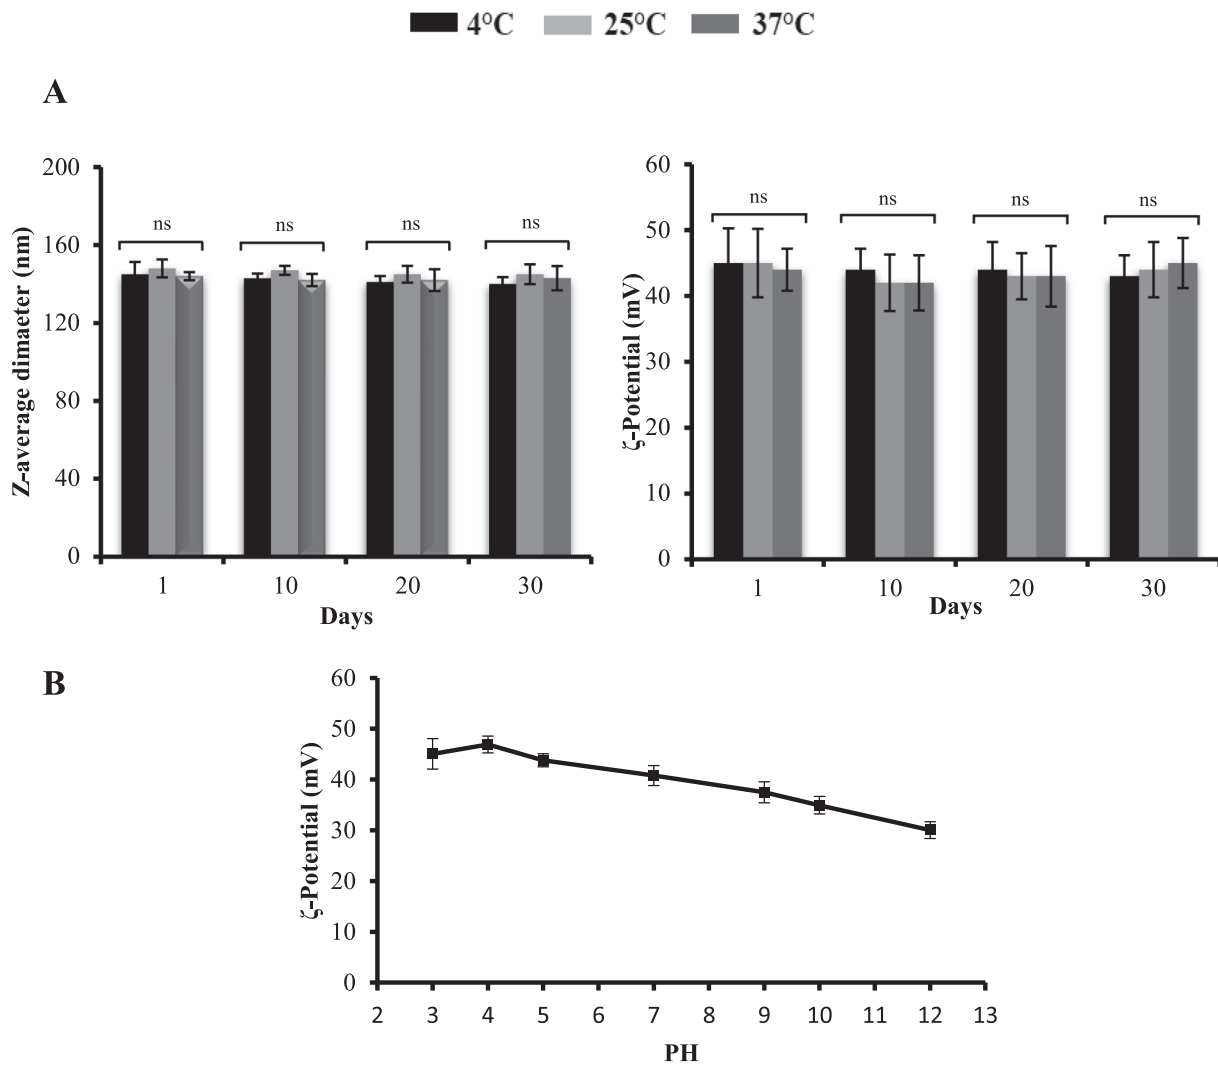 4°C 25°C 37°C
A
Z-average dimaeter (nm)
200
160
120
80
40
0
ns ns ns ns
1 10 20 30
Days
ζ-Potential (mV)
60
50
40
30
20
10
0
ns ns ns ns
1 10 20 30
Days
B
ζ-Potential (mV)
60
50
40
30
20
10
0
2 3 4 5 6 7 8 9 10 11 12 13
PH